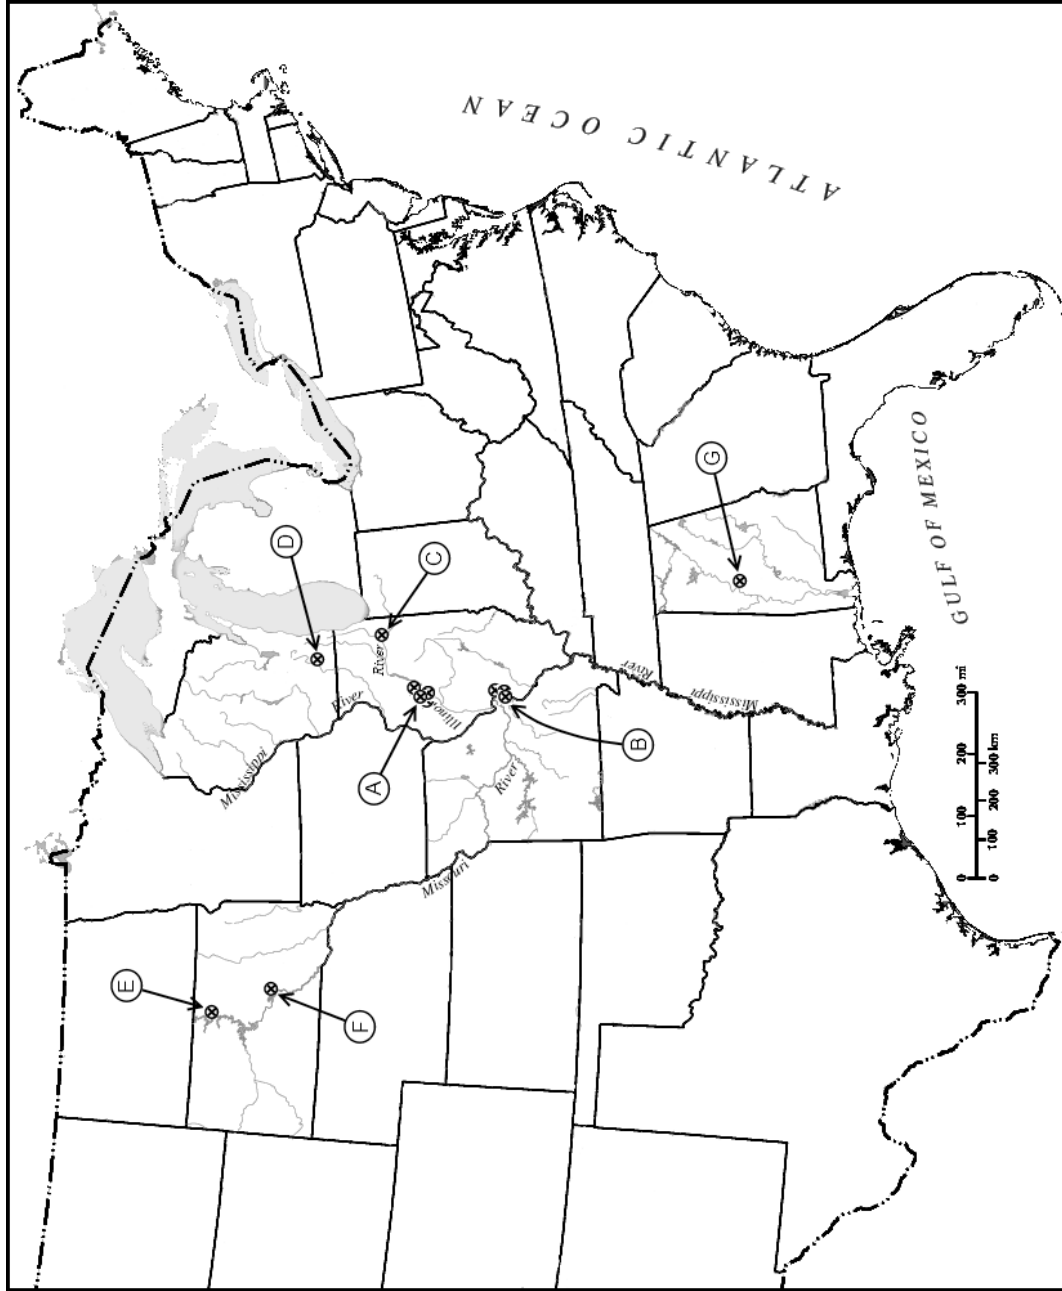 ATLANTIC OCEAN
GULF OF MEXICO
Mississippi
River
River
Illinois
Missouri
River
Mississippi
River
A
B
C
D
E
F
G
0 100 200 300 mi
0 100 200 300 km